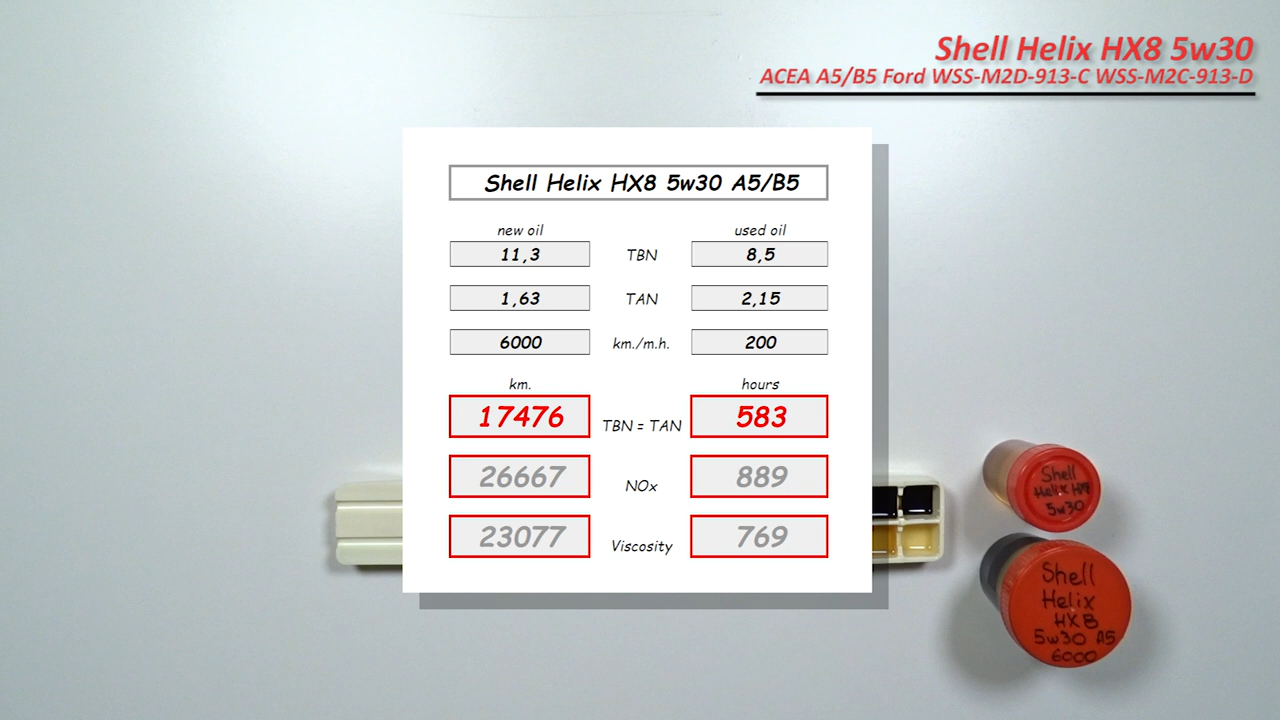 Shell Helix HX8 5w30
ACEA A5/B5 Ford WSS-M2D-913-C WSS-M2C-913-D
Shell Helix HX8 5w30 A5/B5
new oil used oil
11,3 TBN 8,5
1,63 TAN 2,15
6000 km./m.h. 200
km. hours
17476 TBN = TAN 583
26667 NOx 889
23077 Viscosity 769
Shell
Helix HX8
5w30
Shell
Helix
HX8
5w30 A5
6000